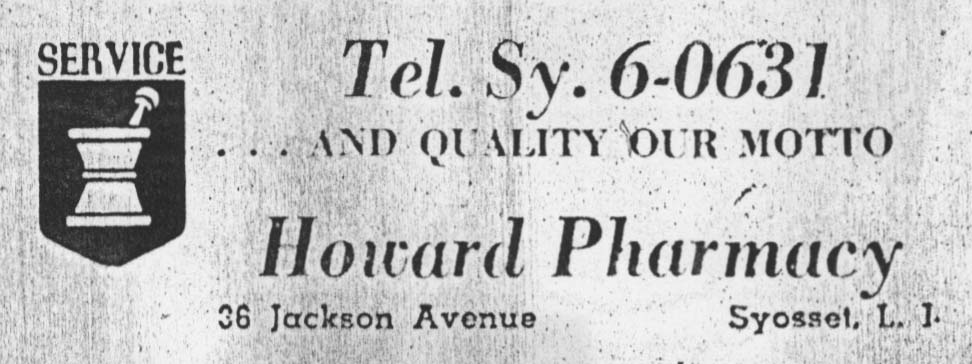 SERVICE
Tel. Sy. 6-0631
. . . AND QUALITY OUR MOTTO
Howard Pharmacy
36 Jackson Avenue Syosset, L. I.